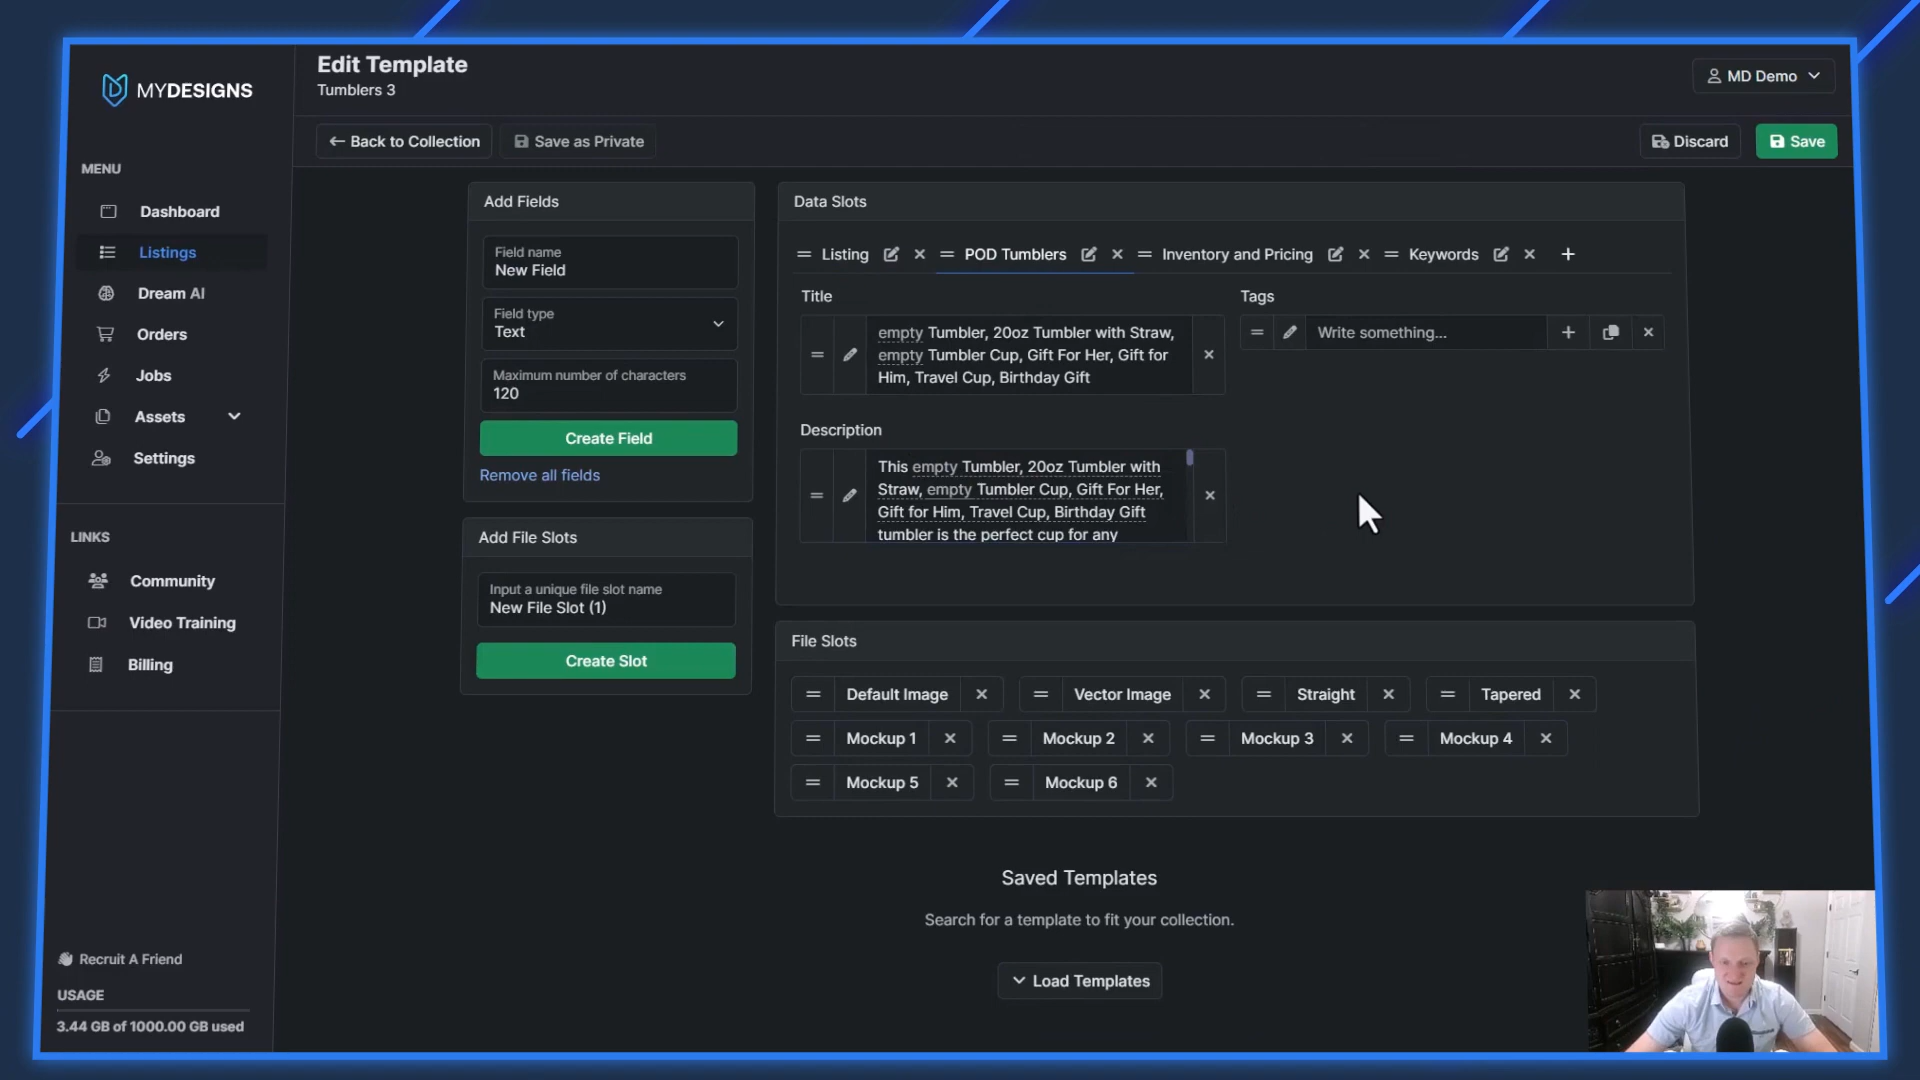 MYDESIGNS
Edit Template
Tumblers 3
MD Demo
Back to Collection
Save as Private
Discard
Save
MENU
Dashboard
Listings
Dream AI
Orders
Jobs
Assets
Settings
LINKS
Community
Video Training
Billing
Recruit A Friend
USAGE
3.44 GB of 1000.00 GB used
Add Fields
Field name
New Field
Field type
Text
Maximum number of characters
120
Create Field
Remove all fields
Add File Slots
Input a unique file slot name
New File Slot (1)
Create Slot
Data Slots
Listing
POD Tumblers
Inventory and Pricing
Keywords
Title
empty Tumbler, 20oz Tumbler with Straw,
empty Tumbler Cup, Gift For Her, Gift for
Him, Travel Cup, Birthday Gift
Tags
Write something...
Description
This empty Tumbler, 20oz Tumbler with
Straw, empty Tumbler Cup, Gift For Her,
Gift for Him, Travel Cup, Birthday Gift
tumbler is the perfect cup for any
File Slots
Default Image
Vector Image
Straight
Tapered
Mockup 1
Mockup 2
Mockup 3
Mockup 4
Mockup 5
Mockup 6
Saved Templates
Search for a template to fit your collection.
Load Templates